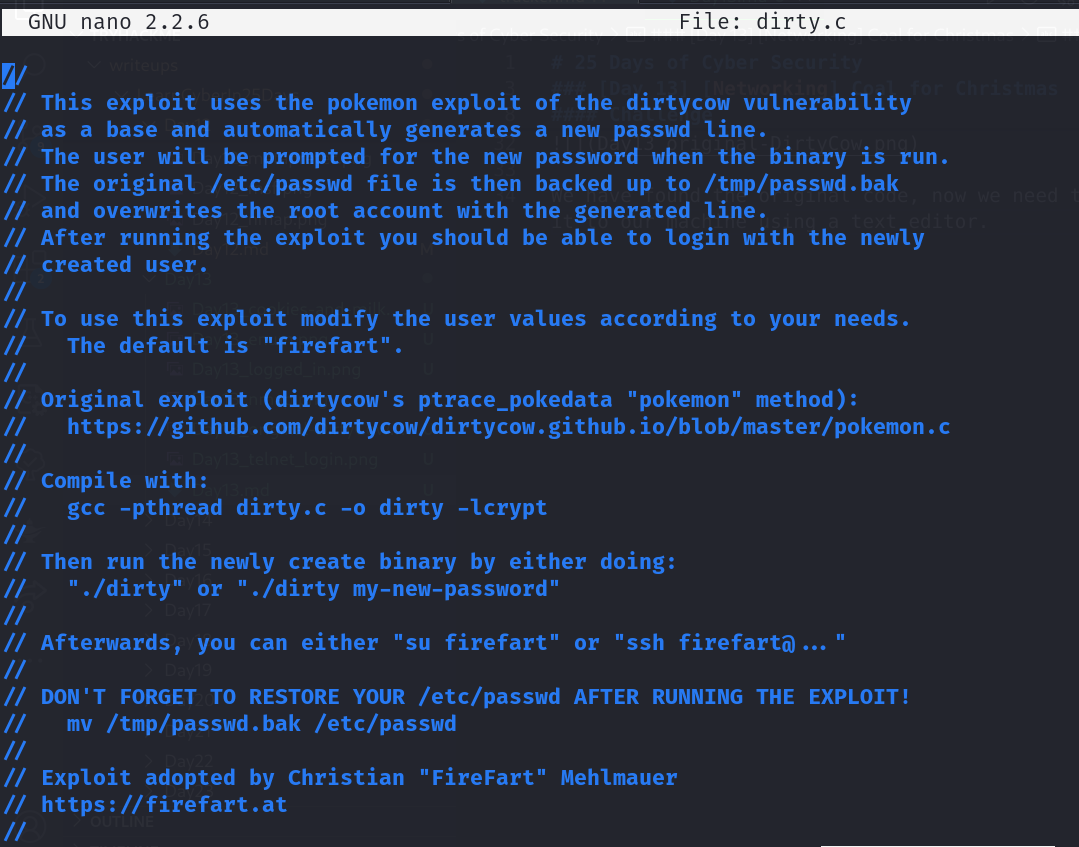 GNU nano 2.2.6 File: dirty.c
//
// This exploit uses the pokemon exploit of the dirtycow vulnerability
// as a base and automatically generates a new passwd line.
// The user will be prompted for the new password when the binary is run.
// The original /etc/passwd file is then backed up to /tmp/passwd.bak
// and overwrites the root account with the generated line.
// After running the exploit you should be able to login with the newly
// created user.
//
// To use this exploit modify the user values according to your needs.
//   The default is "firefart".
//
// Original exploit (dirtycow's ptrace_pokedata "pokemon" method):
//   https://github.com/dirtycow/dirtycow.github.io/blob/master/pokemon.c
//
// Compile with:
//   gcc -pthread dirty.c -o dirty -lcrypt
//
// Then run the newly create binary by either doing:
//   "./dirty" or "./dirty my-new-password"
//
// Afterwards, you can either "su firefart" or "ssh firefart@..."
//
// DON'T FORGET TO RESTORE YOUR /etc/passwd AFTER RUNNING THE EXPLOIT!
//   mv /tmp/passwd.bak /etc/passwd
//
// Exploit adopted by Christian "FireFart" Mehlmauer
// https://firefart.at
//